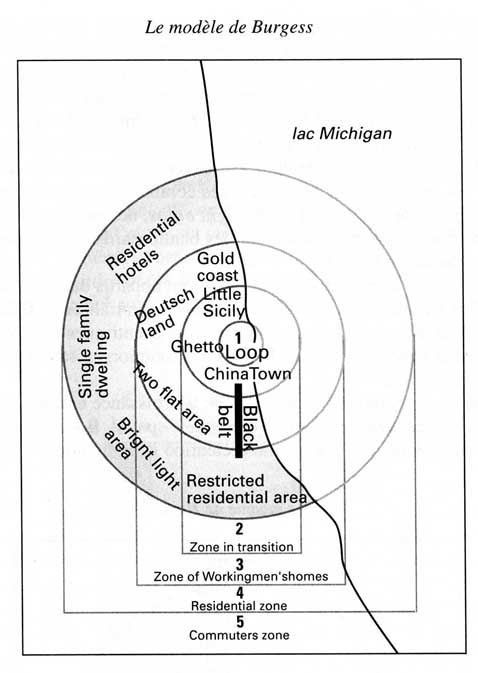 Le modèle de Burgess
lac Michigan
Residential
hotels
Gold
coast
Deutsch
land
Little
Sicily
Single family
dwelling
1
Ghetto
Loop
ChinaTown
Two flat area
Black
belt
Brignt light
area
Restricted
residential area
2
Zone in transition
3
Zone of Workingmen'shomes
4
Residential zone
5
Commuters zone